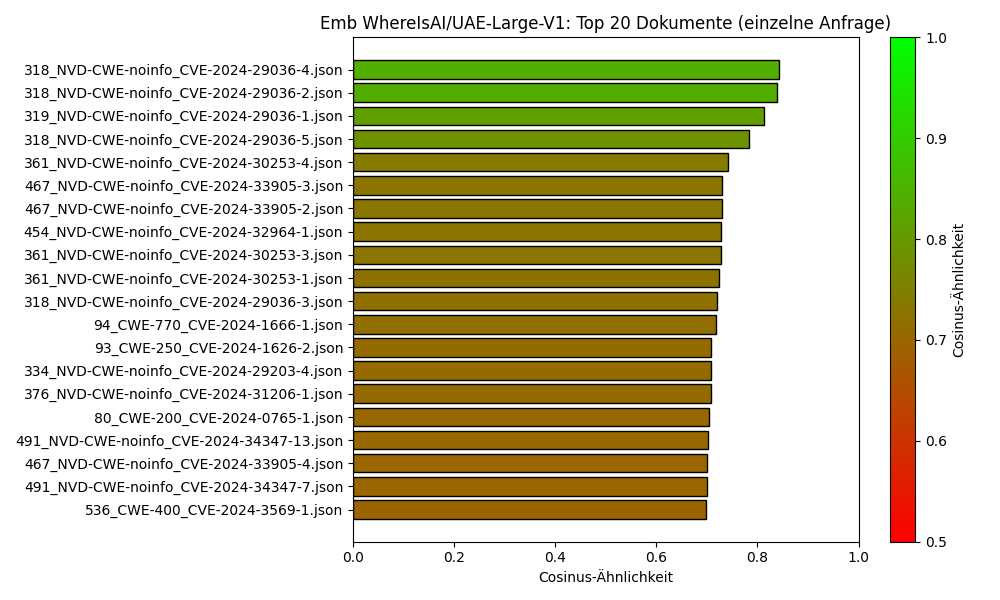 Emb WhereIsAI/UAE-Large-V1: Top 20 Dokumente (einzelne Anfrage)
318_NVD-CWE-noinfo_CVE-2024-29036-4.json
318_NVD-CWE-noinfo_CVE-2024-29036-2.json
319_NVD-CWE-noinfo_CVE-2024-29036-1.json
318_NVD-CWE-noinfo_CVE-2024-29036-5.json
361_NVD-CWE-noinfo_CVE-2024-30253-4.json
467_NVD-CWE-noinfo_CVE-2024-33905-3.json
467_NVD-CWE-noinfo_CVE-2024-33905-2.json
454_NVD-CWE-noinfo_CVE-2024-32964-1.json
361_NVD-CWE-noinfo_CVE-2024-30253-3.json
361_NVD-CWE-noinfo_CVE-2024-30253-1.json
318_NVD-CWE-noinfo_CVE-2024-29036-3.json
94_CWE-770_CVE-2024-1666-1.json
93_CWE-250_CVE-2024-1626-2.json
334_NVD-CWE-noinfo_CVE-2024-29203-4.json
376_NVD-CWE-noinfo_CVE-2024-31206-1.json
80_CWE-200_CVE-2024-0765-1.json
491_NVD-CWE-noinfo_CVE-2024-34347-13.json
467_NVD-CWE-noinfo_CVE-2024-33905-4.json
491_NVD-CWE-noinfo_CVE-2024-34347-7.json
536_CWE-400_CVE-2024-3569-1.json
0.0 0.2 0.4 0.6 0.8 1.0
Cosinus-Ähnlichkeit
1.0
0.9
0.8
0.7
0.6
0.5
Cosinus-Ähnlichkeit